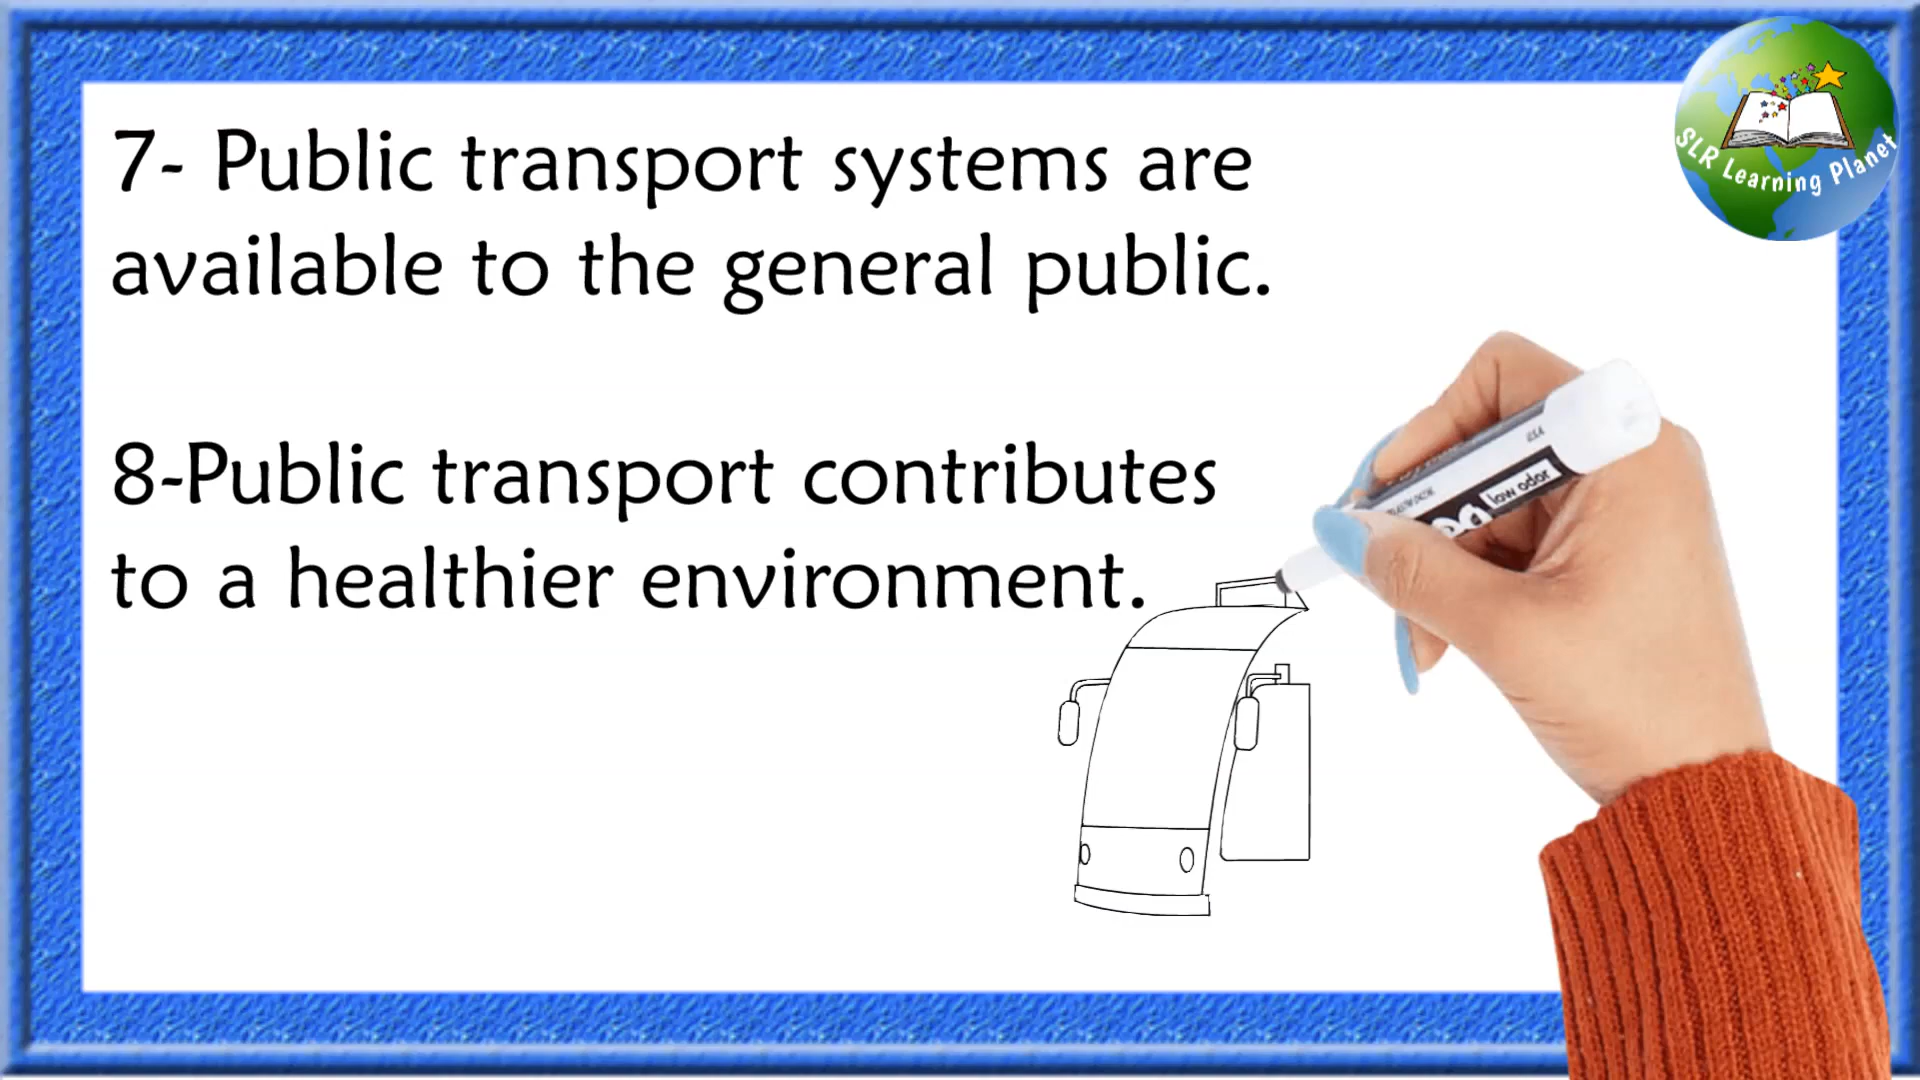 7- Public transport systems are
available to the general public.
8-Public transport contributes
to a healthier environment.
SLR Learning Planet
low odor
USA